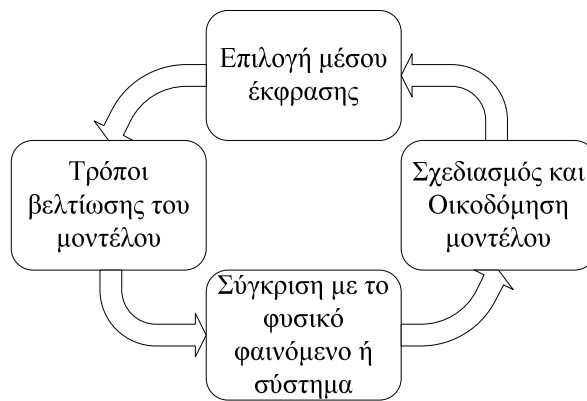 Επιλογή μέσου
έκφρασης
Τρόποι
βελτίωσης του
μοντέλου
Σχεδιασμός και
Οικοδόμηση
μοντέλου
Σύγκριση με το
φυσικό
φαινόμενο ή
σύστημα